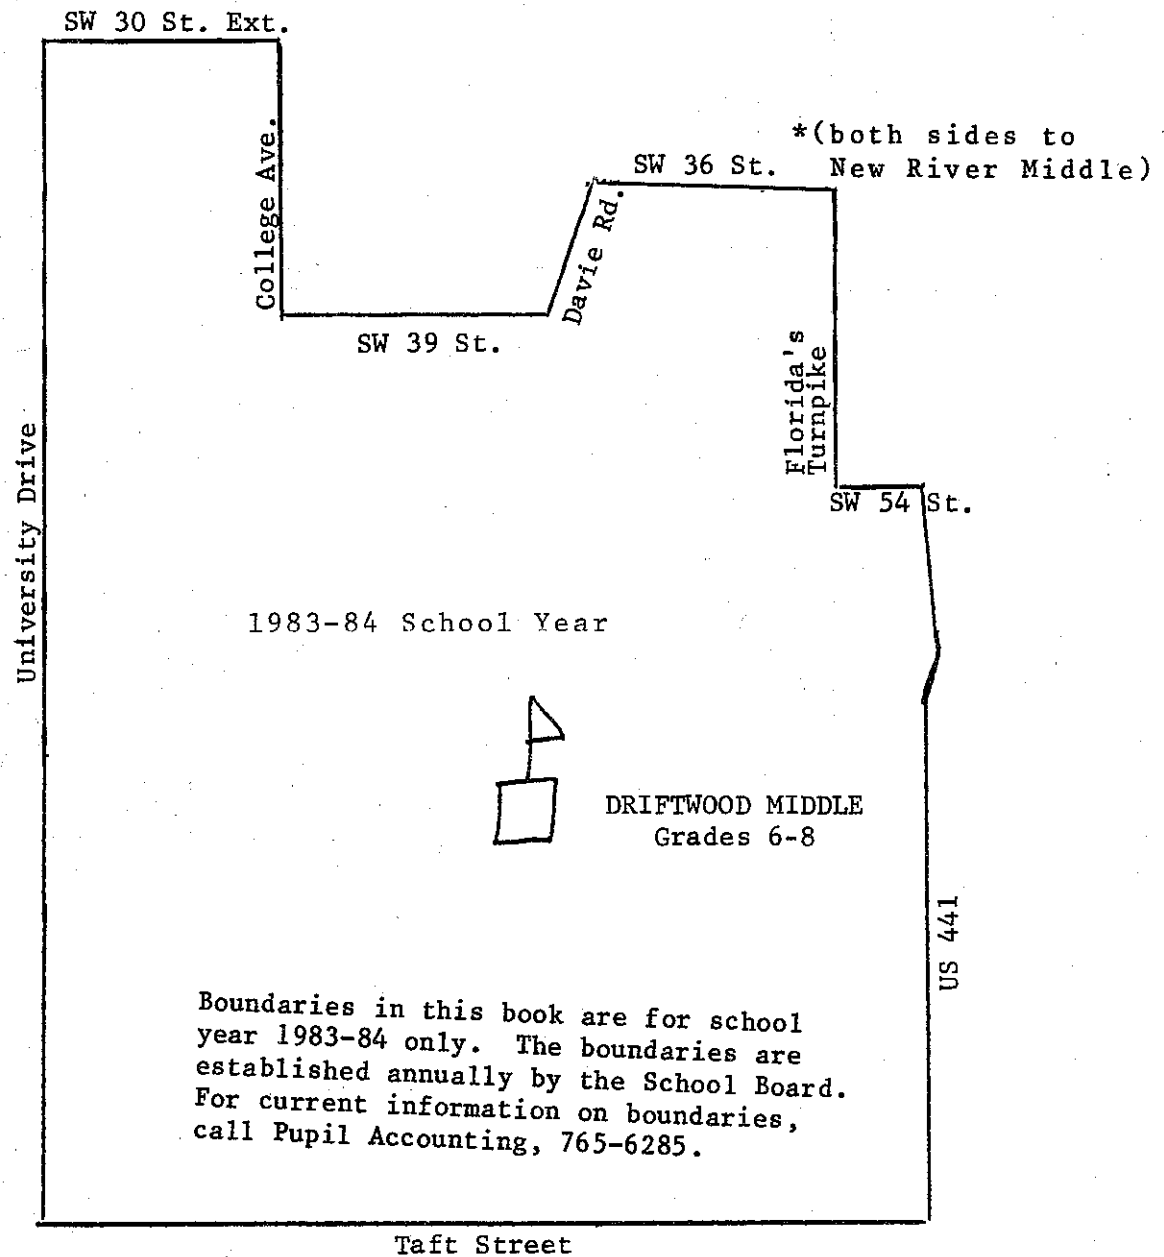 SW 30 St. Ext.
*(both sides to
New River Middle)
SW 36 St.
College Ave.
Davie Rd.
SW 39 St.
Florida's
Turnpike
SW 54 St.
University Drive
1983-84 School Year
DRIFTWOOD MIDDLE
Grades 6-8
US 441
Boundaries in this book are for school
year 1983-84 only. The boundaries are
established annually by the School Board.
For current information on boundaries,
call Pupil Accounting, 765-6285.
Taft Street